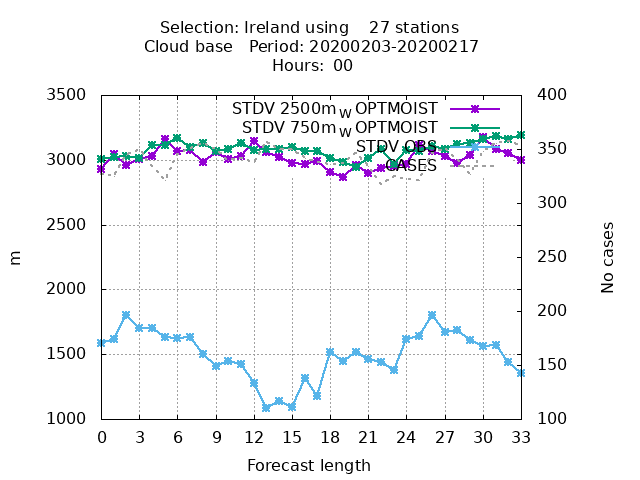 Selection: Ireland using 27 stations
Cloud base Period: 20200203-20200217
Hours: 00
3500
3000
2500
2000
1500
1000
m
400
350
300
250
200
150
100
No cases
STDV 2500m_W OPTMOIST
STDV 750m_W OPTMOIST
STDV OBS
CASES
0 3 6 9 12 15 18 21 24 27 30 33
Forecast length